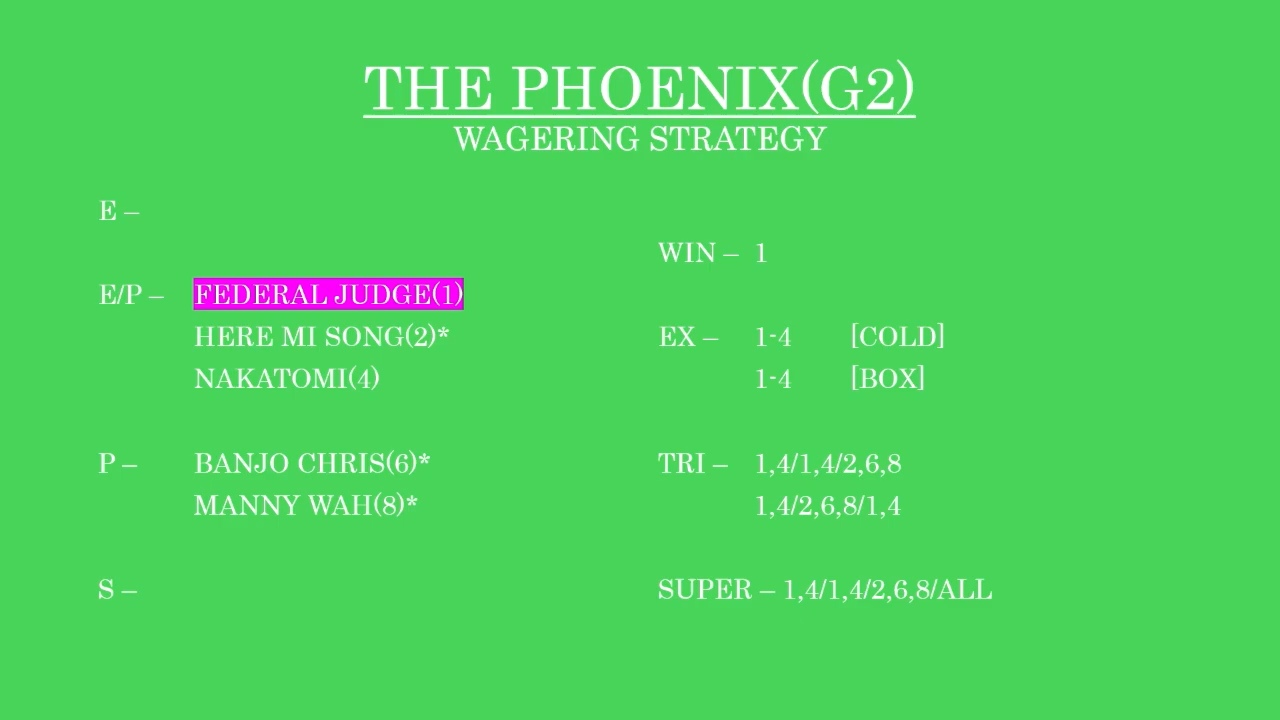 THE PHOENIX(G2)
WAGERING STRATEGY
E –
E/P – FEDERAL JUDGE(1)
HERE MI SONG(2)*
NAKATOMI(4)
P – BANJO CHRIS(6)*
MANNY WAH(8)*
S –
WIN – 1
EX – 1-4 [COLD]
1-4 [BOX]
TRI – 1,4/1,4/2,6,8
1,4/2,6,8/1,4
SUPER – 1,4/1,4/2,6,8/ALL